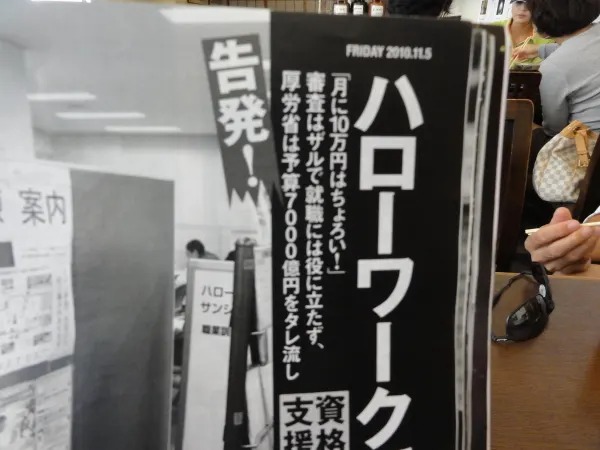 FRIDAY 2010.11.5
告発!
ハローワーク
「月に10万円はちょろい!」
審査はザルで就職には役に立たず、
厚労省は予算7000億円をタレ流し
資格
支援
案内
ハロー
サンシ
職業訓